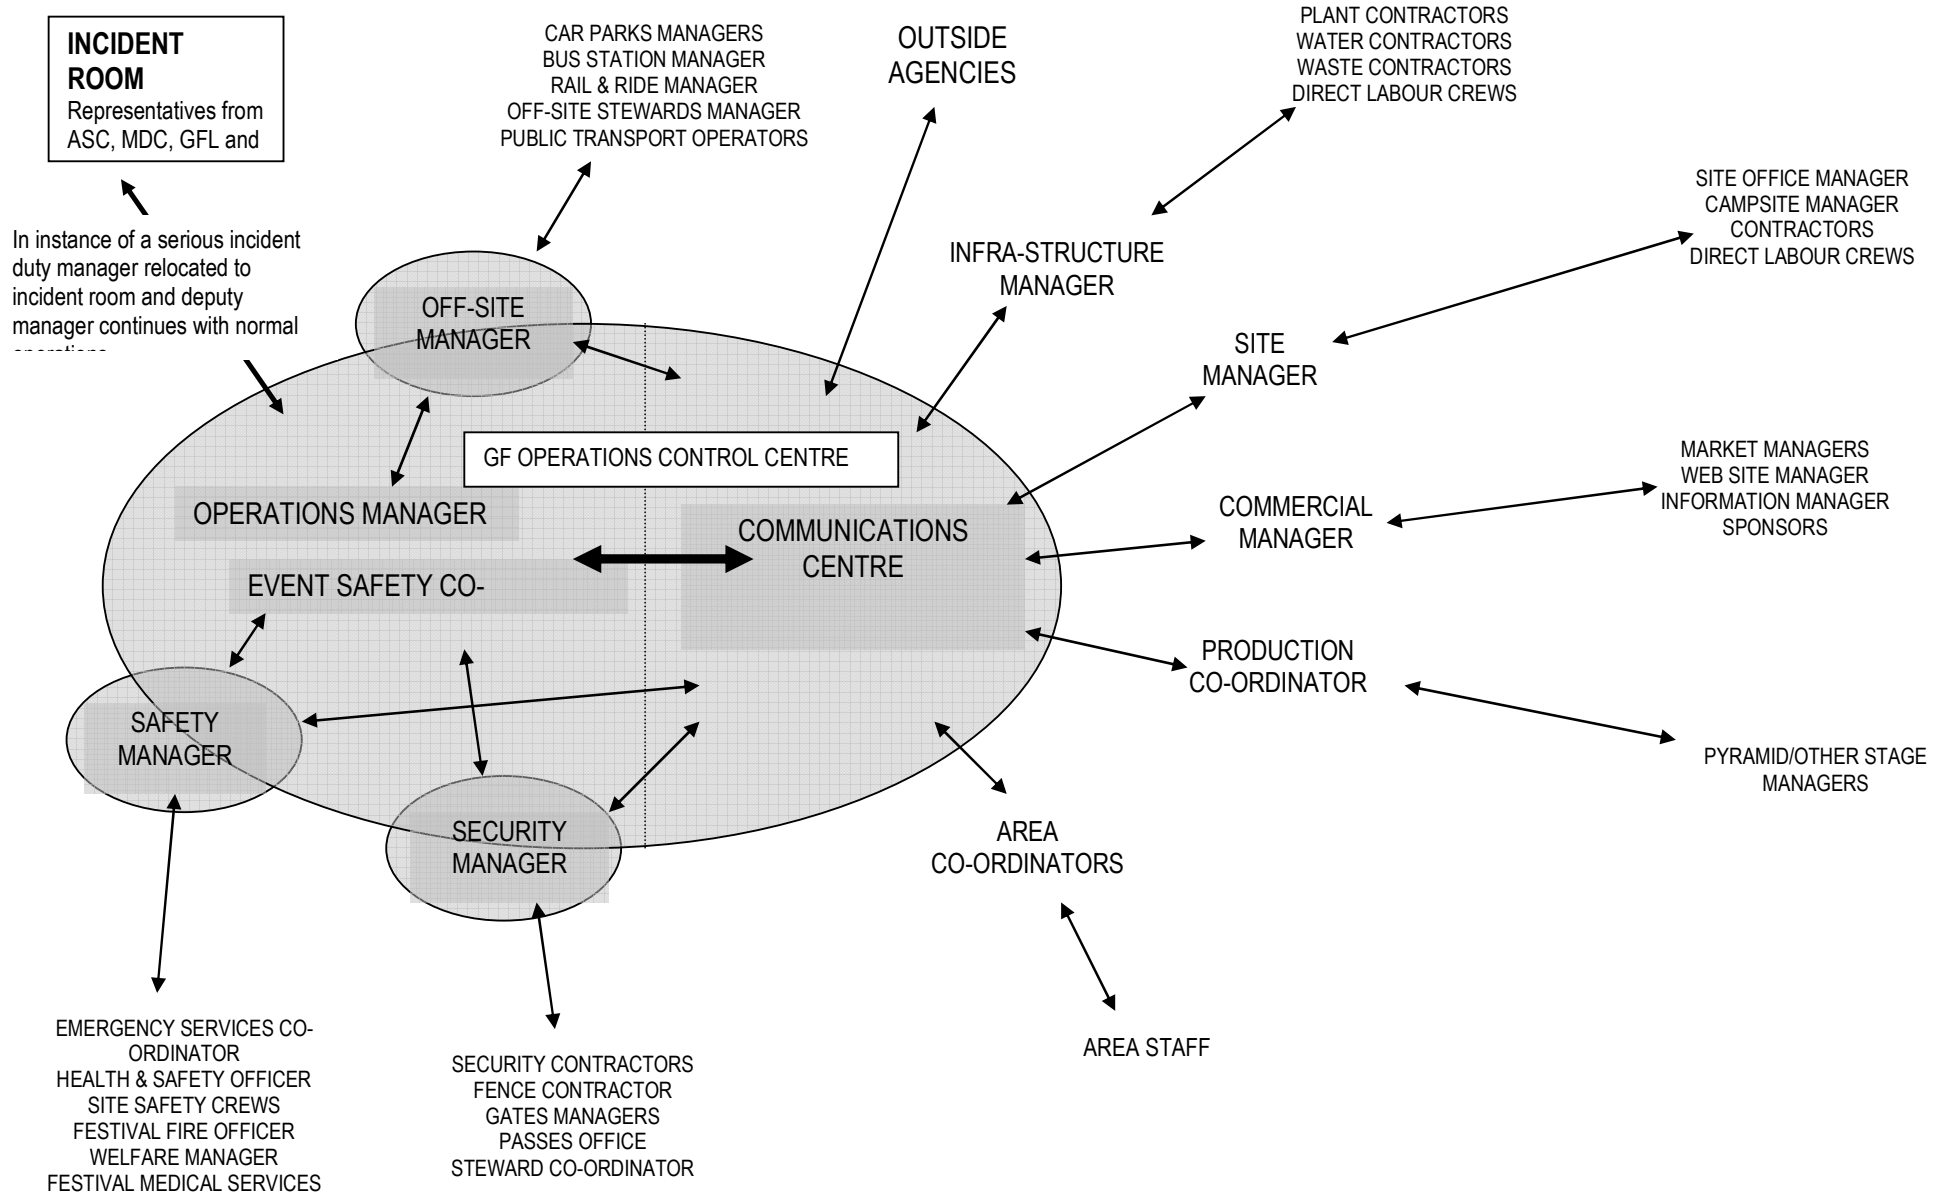 INCIDENT
ROOM
Representatives from
ASC, MDC, GFL and
In instance of a serious incident
duty manager relocated to
incident room and deputy
manager continues with normal
CAR PARKS MANAGERS
BUS STATION MANAGER
RAIL & RIDE MANAGER
OFF-SITE STEWARDS MANAGER
PUBLIC TRANSPORT OPERATORS
OUTSIDE
AGENCIES
PLANT CONTRACTORS
WATER CONTRACTORS
WASTE CONTRACTORS
DIRECT LABOUR CREWS
INFRA-STRUCTURE
MANAGER
SITE OFFICE MANAGER
CAMPSITE MANAGER
CONTRACTORS
DIRECT LABOUR CREWS
OFF-SITE
MANAGER
SITE
MANAGER
GF OPERATIONS CONTROL CENTRE
OPERATIONS MANAGER
EVENT SAFETY CO-
COMMUNICATIONS
CENTRE
COMMERCIAL
MANAGER
MARKET MANAGERS
WEB SITE MANAGER
INFORMATION MANAGER
SPONSORS
PRODUCTION
CO-ORDINATOR
PYRAMID/OTHER STAGE
MANAGERS
SAFETY
MANAGER
SECURITY
MANAGER
AREA
CO-ORDINATORS
AREA STAFF
EMERGENCY SERVICES CO-
ORDINATOR
HEALTH & SAFETY OFFICER
SITE SAFETY CREWS
FESTIVAL FIRE OFFICER
WELFARE MANAGER
FESTIVAL MEDICAL SERVICES
SECURITY CONTRACTORS
FENCE CONTRACTOR
GATES MANAGERS
PASSES OFFICE
STEWARD CO-ORDINATOR